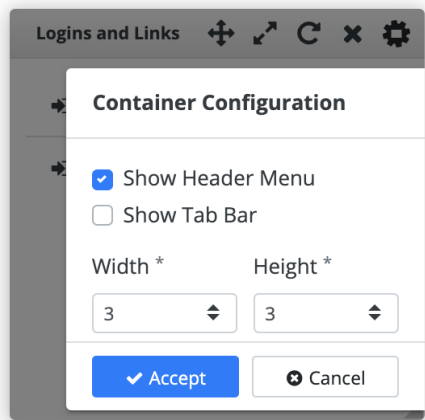 Logins and Links
Container Configuration
Show Header Menu
Show Tab Bar
Width * Height *
3 3
Accept Cancel